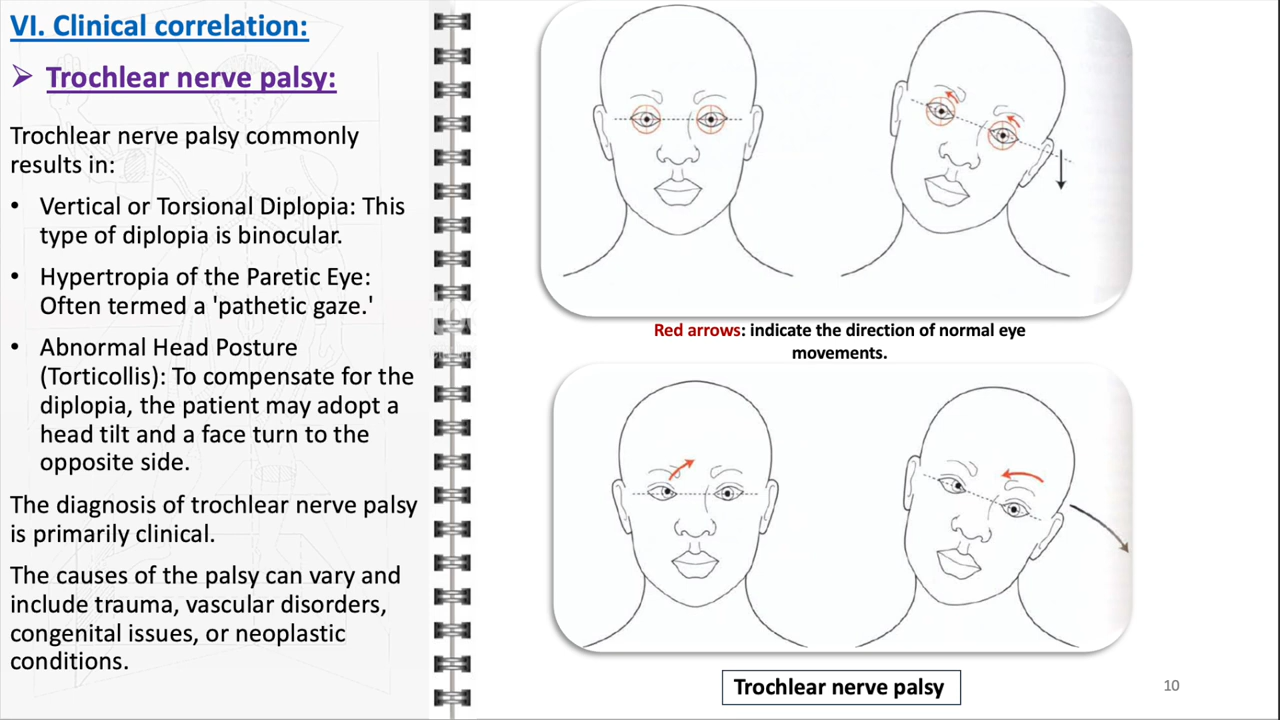 VI. Clinical correlation:
➢ Trochlear nerve palsy:
Trochlear nerve palsy commonly
results in:
• Vertical or Torsional Diplopia: This
type of diplopia is binocular.
• Hypertropia of the Paretic Eye:
Often termed a 'pathetic gaze.'
• Abnormal Head Posture
(Torticollis): To compensate for the
diplopia, the patient may adopt a
head tilt and a face turn to the
opposite side.
The diagnosis of trochlear nerve palsy
is primarily clinical.
The causes of the palsy can vary and
include trauma, vascular disorders,
congenital issues, or neoplastic
conditions.
Red arrows: indicate the direction of normal eye
movements.
Trochlear nerve palsy
10